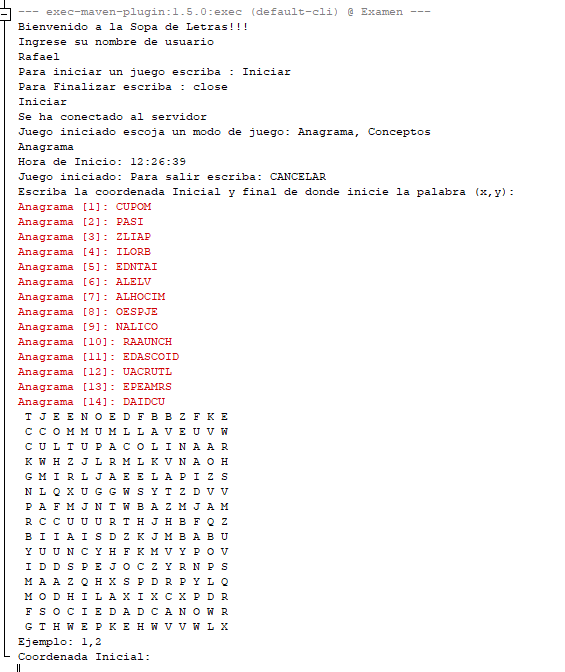 --- exec-maven-plugin:1.5.0:exec (default-cli) @ Examen ---
Bienvenido a la Sopa de Letras!!!
Ingrese su nombre de usuario
Rafael
Para iniciar un juego escriba : Iniciar
Para Finalizar escriba : close
Iniciar
Se ha conectado al servidor
Juego iniciado escoja un modo de juego: Anagrama, Conceptos
Anagrama
Hora de Inicio: 12:26:39
Juego iniciado: Para salir escriba: CANCELAR
Escriba la coordenada Inicial y final de donde inicie la palabra (x,y):
Anagrama [1]: CUPOM
Anagrama [2]: PASI
Anagrama [3]: ZLIAP
Anagrama [4]: ILORB
Anagrama [5]: EDNTAI
Anagrama [6]: ALELV
Anagrama [7]: ALHOCIM
Anagrama [8]: OESPJE
Anagrama [9]: NALICO
Anagrama [10]: RAAUNCH
Anagrama [11]: EDASCOID
Anagrama [12]: UACRUTL
Anagrama [13]: EPEAMRS
Anagrama [14]: DAIDCU
T J E E N O E D F B B Z F K E
C C O M M U M L L A V E U V W
C U L T U P A C O L I N A A R
K W H Z J L R M L K V N A O H
G M I R L J A E E L A P I Z S
N L Q X U G G W S Y T Z D V V
P A F M J N T W B A Z M J A M
R C C U U U R T H J H B F Q Z
B I I A I S D Z K J M B A B U
Y U U N C Y H F K M V Y P O V
I D D S P E J O C Z Y R N P S
M A A Z Q H X S P D R P Y L Q
M O D H I L A X I X C X P D R
F S O C I E D A D C A N O W R
G T H W E P K E H W V V W L X
Ejemplo: 1,2
Coordenada Inicial: